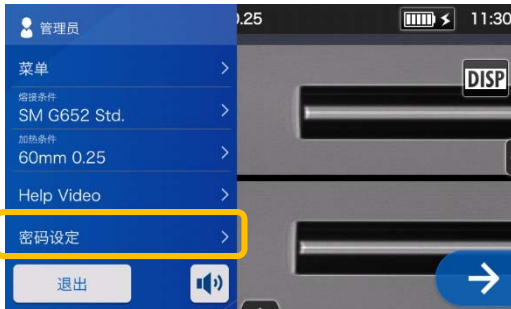 管理员
.25
11:30
菜单
DISP
熔接条件
SM G652 Std.
加热条件
60mm 0.25
Help Video
密码设定
退出